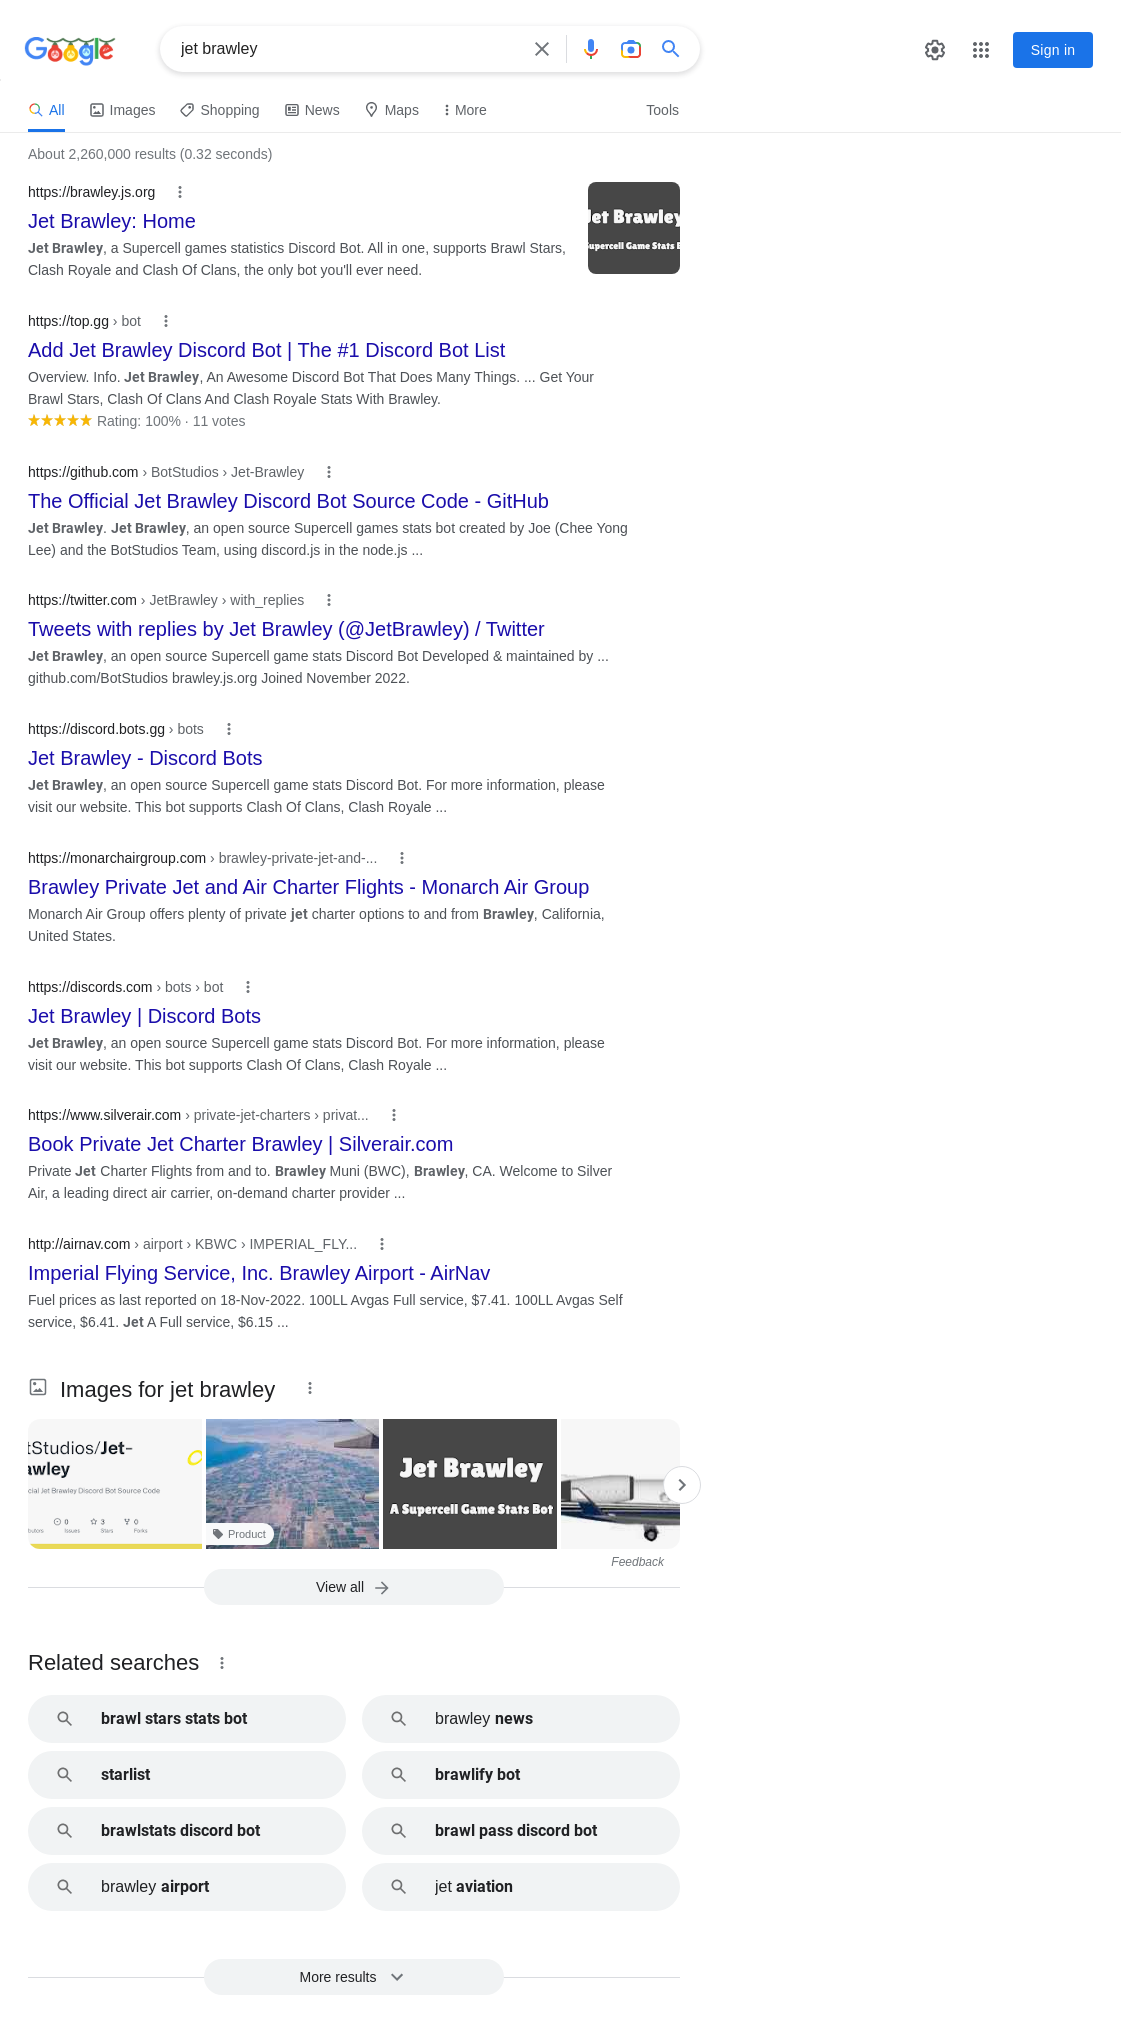 Google
jet brawley
Sign in
All
Images
Shopping
News
Maps
More
Tools
About 2,260,000 results (0.32 seconds)
https://brawley.js.org
Jet Brawley: Home
Jet Brawley, a Supercell games statistics Discord Bot. All in one, supports Brawl Stars,
Clash Royale and Clash Of Clans, the only bot you'll ever need.
Jet Brawley
Supercell Game Stats B
https://top.gg › bot
Add Jet Brawley Discord Bot | The #1 Discord Bot List
Overview. Info. Jet Brawley, An Awesome Discord Bot That Does Many Things. ... Get Your
Brawl Stars, Clash Of Clans And Clash Royale Stats With Brawley.
Rating: 100% · 11 votes
https://github.com › BotStudios › Jet-Brawley
The Official Jet Brawley Discord Bot Source Code - GitHub
Jet Brawley. Jet Brawley, an open source Supercell games stats bot created by Joe (Chee Yong
Lee) and the BotStudios Team, using discord.js in the node.js ...
https://twitter.com › JetBrawley › with_replies
Tweets with replies by Jet Brawley (@JetBrawley) / Twitter
Jet Brawley, an open source Supercell game stats Discord Bot Developed & maintained by ...
github.com/BotStudios brawley.js.org Joined November 2022.
https://discord.bots.gg › bots
Jet Brawley - Discord Bots
Jet Brawley, an open source Supercell game stats Discord Bot. For more information, please
visit our website. This bot supports Clash Of Clans, Clash Royale ...
https://monarchairgroup.com › brawley-private-jet-and-...
Brawley Private Jet and Air Charter Flights - Monarch Air Group
Monarch Air Group offers plenty of private jet charter options to and from Brawley, California,
United States.
https://discords.com › bots › bot
Jet Brawley | Discord Bots
Jet Brawley, an open source Supercell game stats Discord Bot. For more information, please
visit our website. This bot supports Clash Of Clans, Clash Royale ...
https://www.silverair.com › private-jet-charters › privat...
Book Private Jet Charter Brawley | Silverair.com
Private Jet Charter Flights from and to. Brawley Muni (BWC), Brawley, CA. Welcome to Silver
Air, a leading direct air carrier, on-demand charter provider ...
http://airnav.com › airport › KBWC › IMPERIAL_FLY...
Imperial Flying Service, Inc. Brawley Airport - AirNav
Fuel prices as last reported on 18-Nov-2022. 100LL Avgas Full service, $7.41. 100LL Avgas Self
service, $6.41. Jet A Full service, $6.15 ...
Images for jet brawley
tStudios/Jet-
awley
cial Jet Brawley Discord Bot Source Code
0 3 0
butors Issues Stars Forks
Product
Jet Brawley
A Supercell Game Stats Bot
Feedback
View all
Related searches
brawl stars stats bot
brawley news
starlist
brawlify bot
brawlstats discord bot
brawl pass discord bot
brawley airport
jet aviation
More results